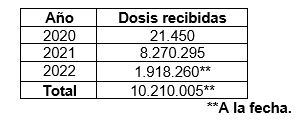 Año Dosis recibidas
2020 21.450
2021 8.270.295
2022 1.918.260**
Total 10.210.005**
**A la fecha.